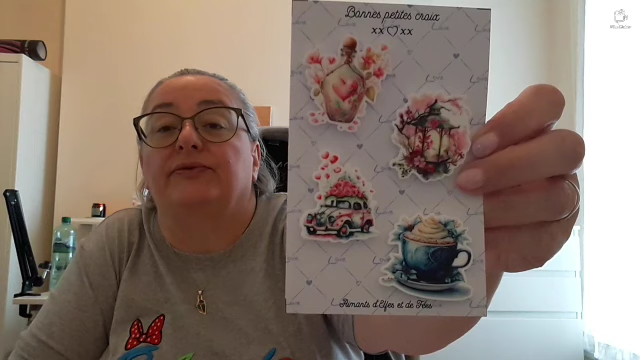 Bonnes petites croix
xx♡xx
Aimants d'Elfes et de Fées